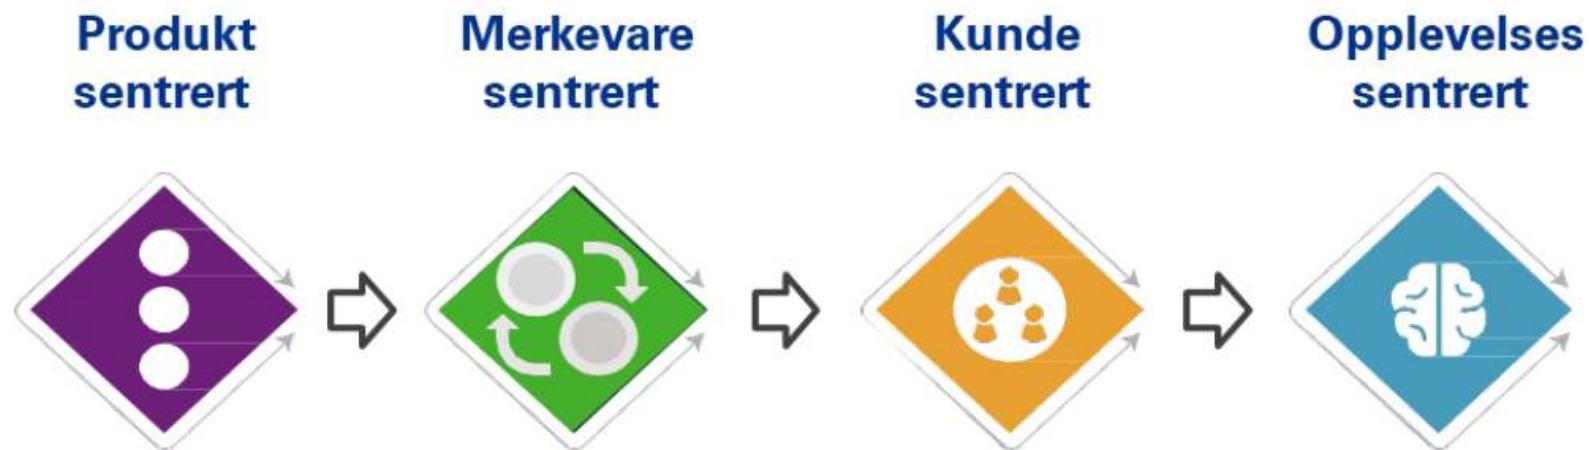 Produkt
sentrert
Merkevare
sentrert
Kunde
sentrert
Opplevelses
sentrert